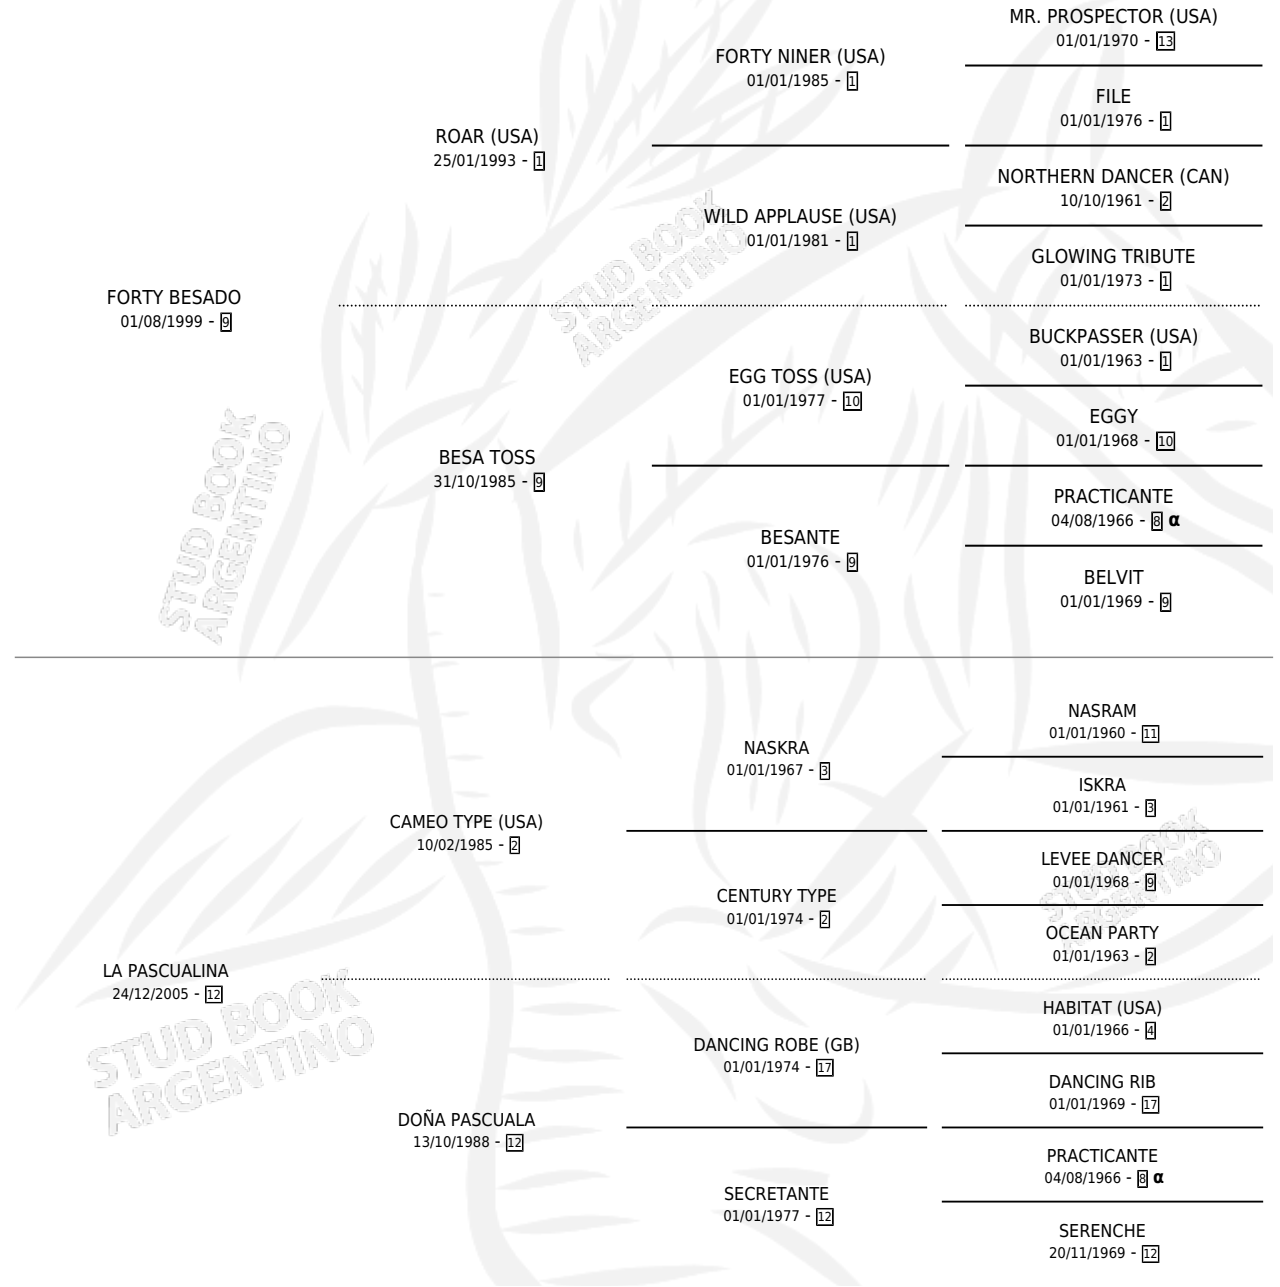 MR. PROSPECTOR (USA)
01/01/1970 - 13
FORTY NINER (USA)
01/01/1985 - 1
FILE
01/01/1976 - 1
ROAR (USA)
25/01/1993 - 1
NORTHERN DANCER (CAN)
10/10/1961 - 2
WILD APPLAUSE (USA)
01/01/1981 - 1
GLOWING TRIBUTE
01/01/1973 - 1
FORTY BESADO
01/08/1999 - 9
BUCKPASSER (USA)
01/01/1963 - 1
EGG TOSS (USA)
01/01/1977 - 10
EGGY
01/01/1968 - 10
BESA TOSS
31/10/1985 - 9
PRACTICANTE
04/08/1966 - 8 α
BESANTE
01/01/1976 - 9
BELVIT
01/01/1969 - 9
NASRAM
01/01/1960 - 11
NASKRA
01/01/1967 - 3
ISKRA
01/01/1961 - 3
CAMEO TYPE (USA)
10/02/1985 - 2
LEVEE DANCER
01/01/1968 - 9
CENTURY TYPE
01/01/1974 - 2
OCEAN PARTY
01/01/1963 - 2
LA PASCUALINA
24/12/2005 - 12
HABITAT (USA)
01/01/1966 - 4
DANCING ROBE (GB)
01/01/1974 - 17
DANCING RIB
01/01/1969 - 17
DOÑA PASCUALA
13/10/1988 - 12
PRACTICANTE
04/08/1966 - 8 α
SECRETANTE
01/01/1977 - 12
SERENCHE
20/11/1969 - 12
STUD BOOK
ARGENTINO
STUD BOOK
ARGENTINO
STUD BOOK
ARGENTINO
STUD BOOK
ARGENTINO